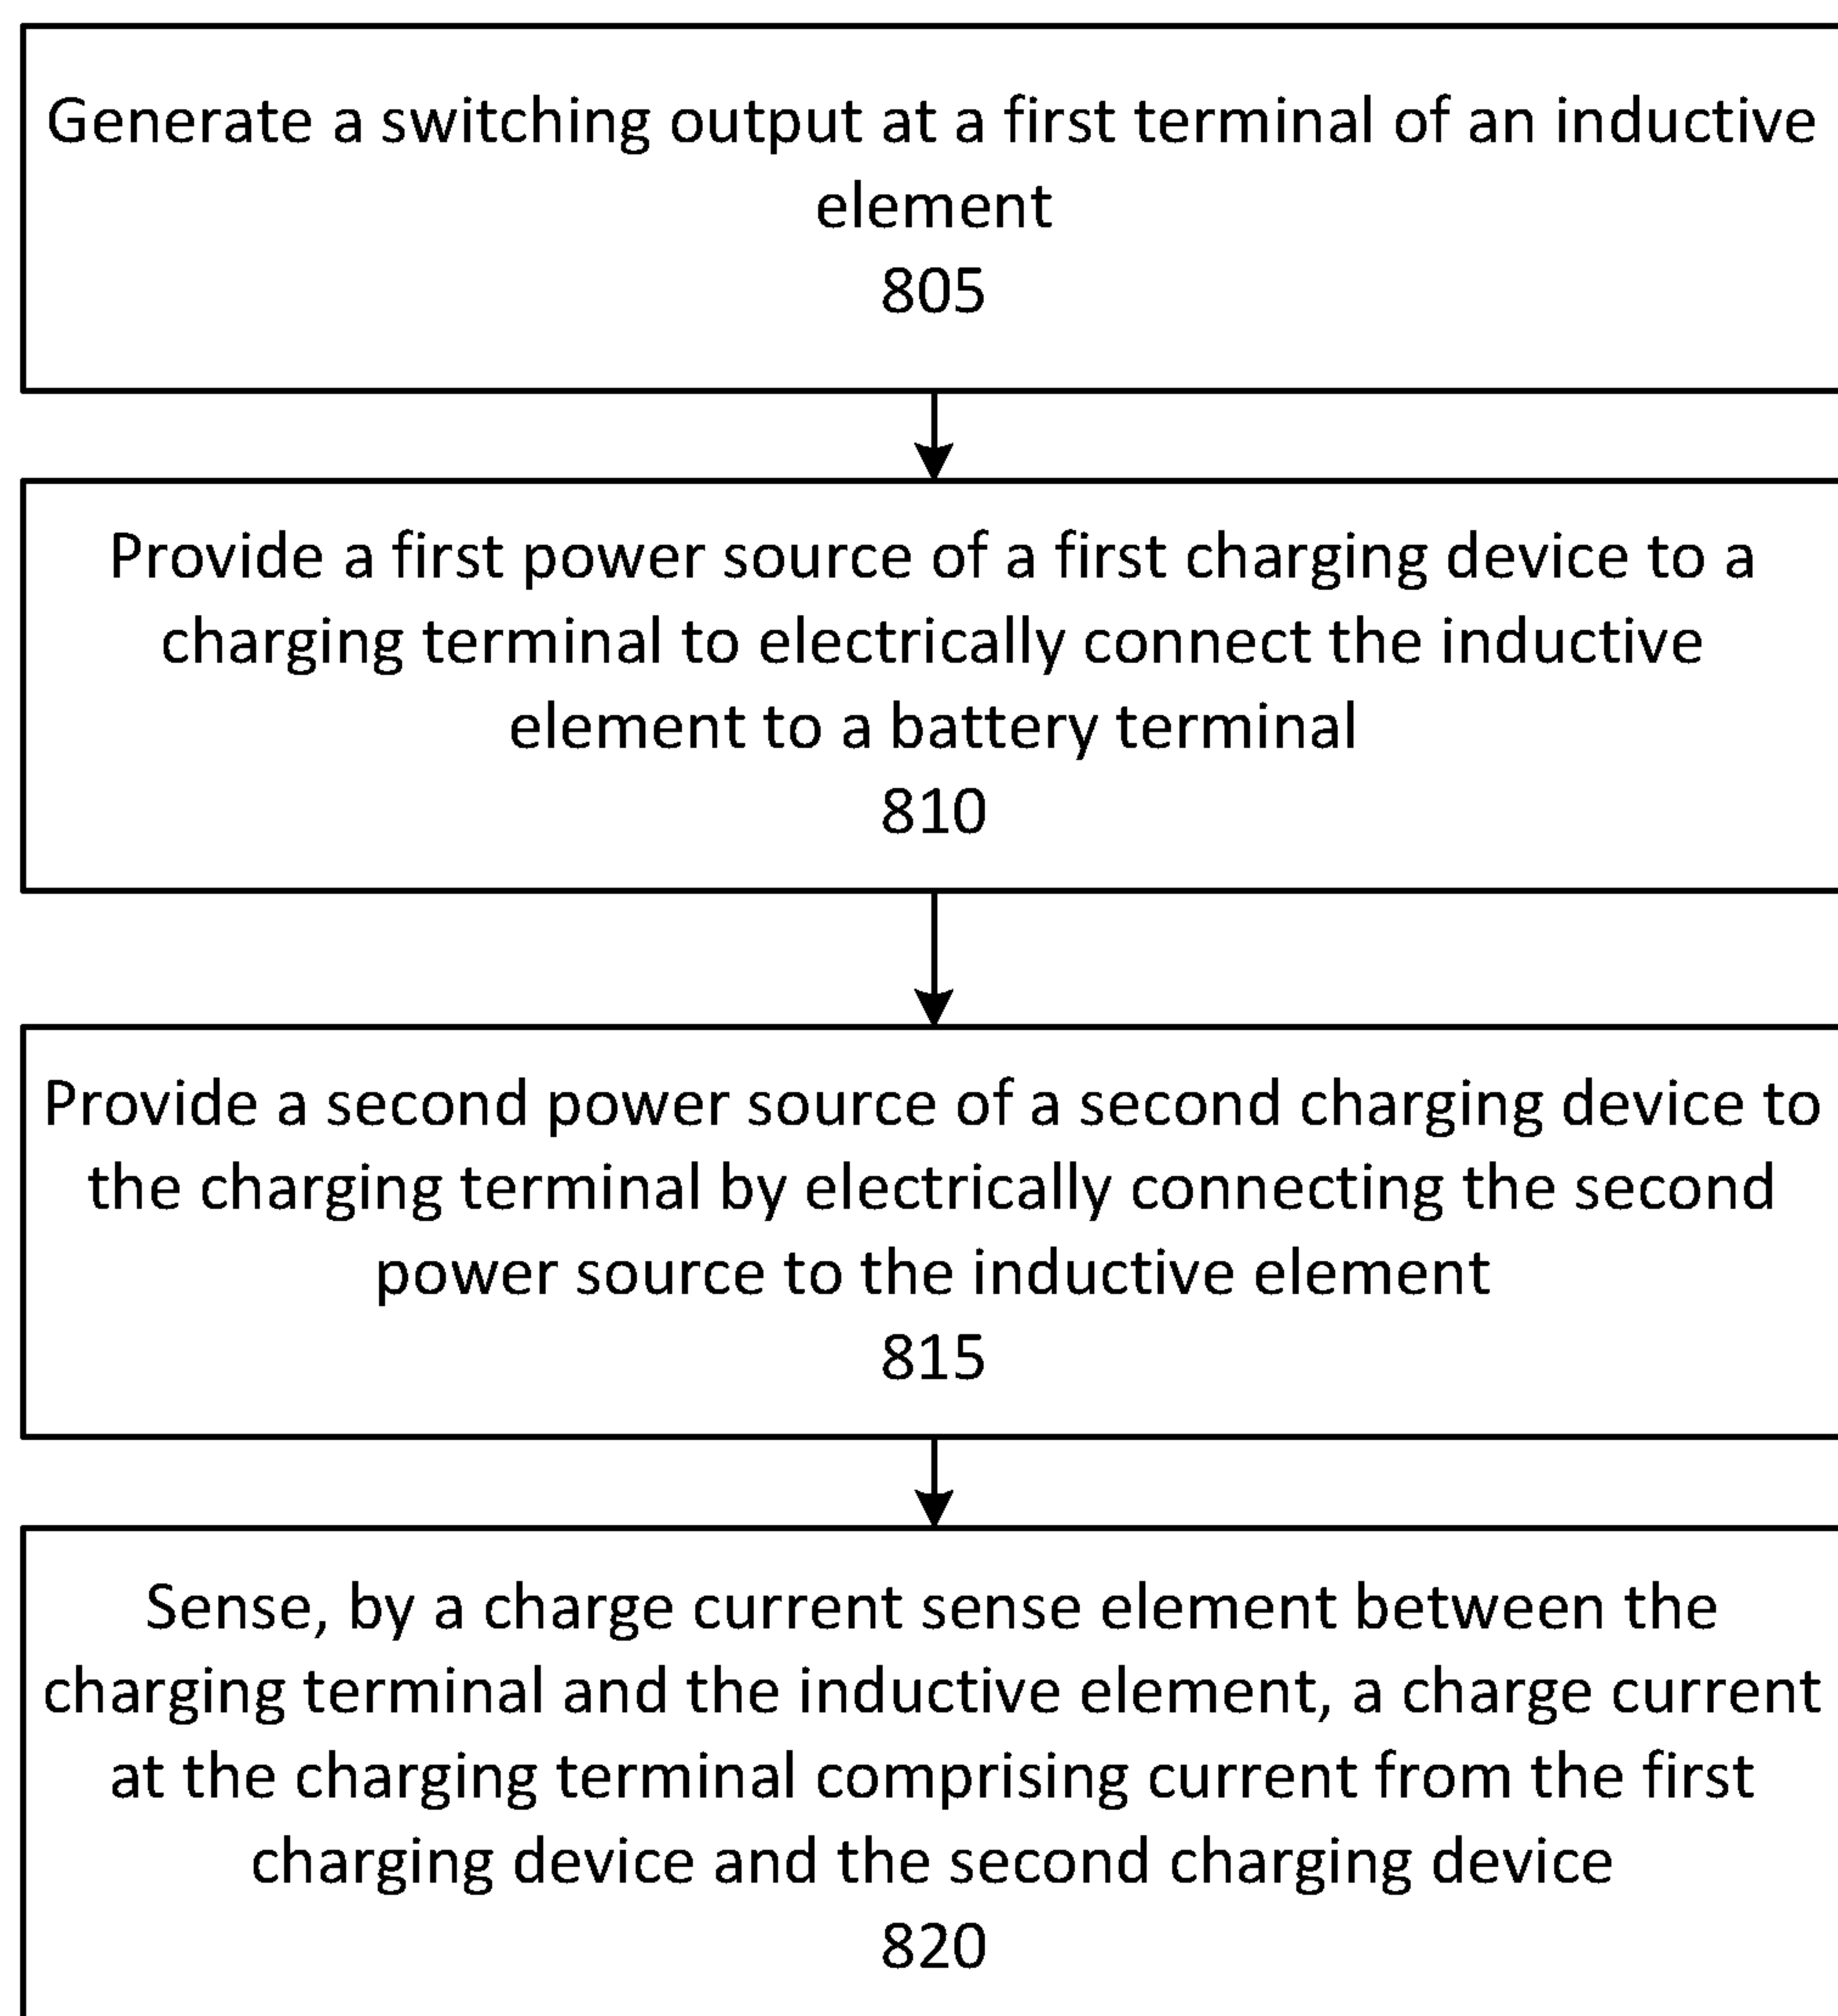 Generate a switching output at a first terminal of an inductive
element
805
Provide a first power source of a first charging device to a
charging terminal to electrically connect the inductive
element to a battery terminal
810
Provide a second power source of a second charging device to
the charging terminal by electrically connecting the second
power source to the inductive element
815
Sense, by a charge current sense element between the
charging terminal and the inductive element, a charge current
at the charging terminal comprising current from the first
charging device and the second charging device
820